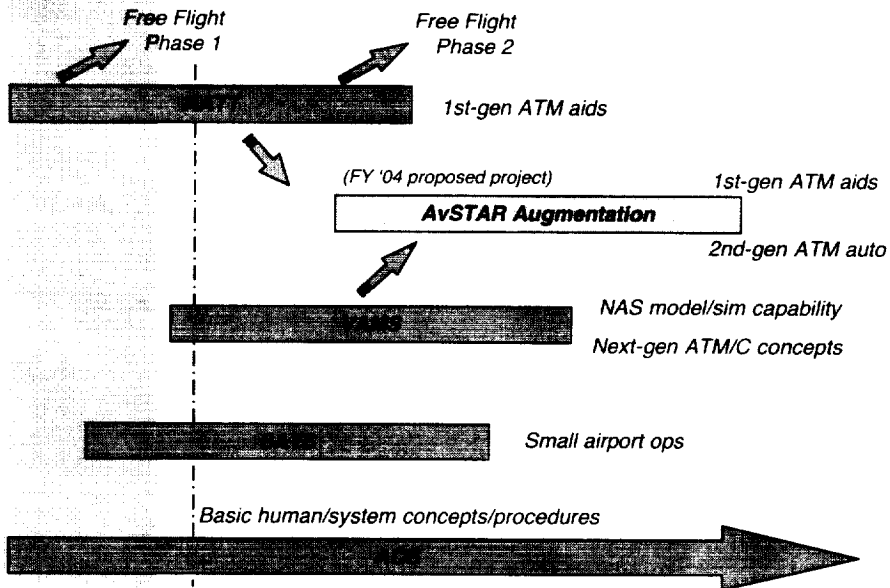 Free Flight
Phase 1
Free Flight
Phase 2
1st-gen ATM aids
(FY '04 proposed project)
1st-gen ATM aids
AvSTAR Augmentation
2nd-gen ATM auto
NAS model/sim capability
Next-gen ATM/C concepts
Small airport ops
Basic human/system concepts/procedures